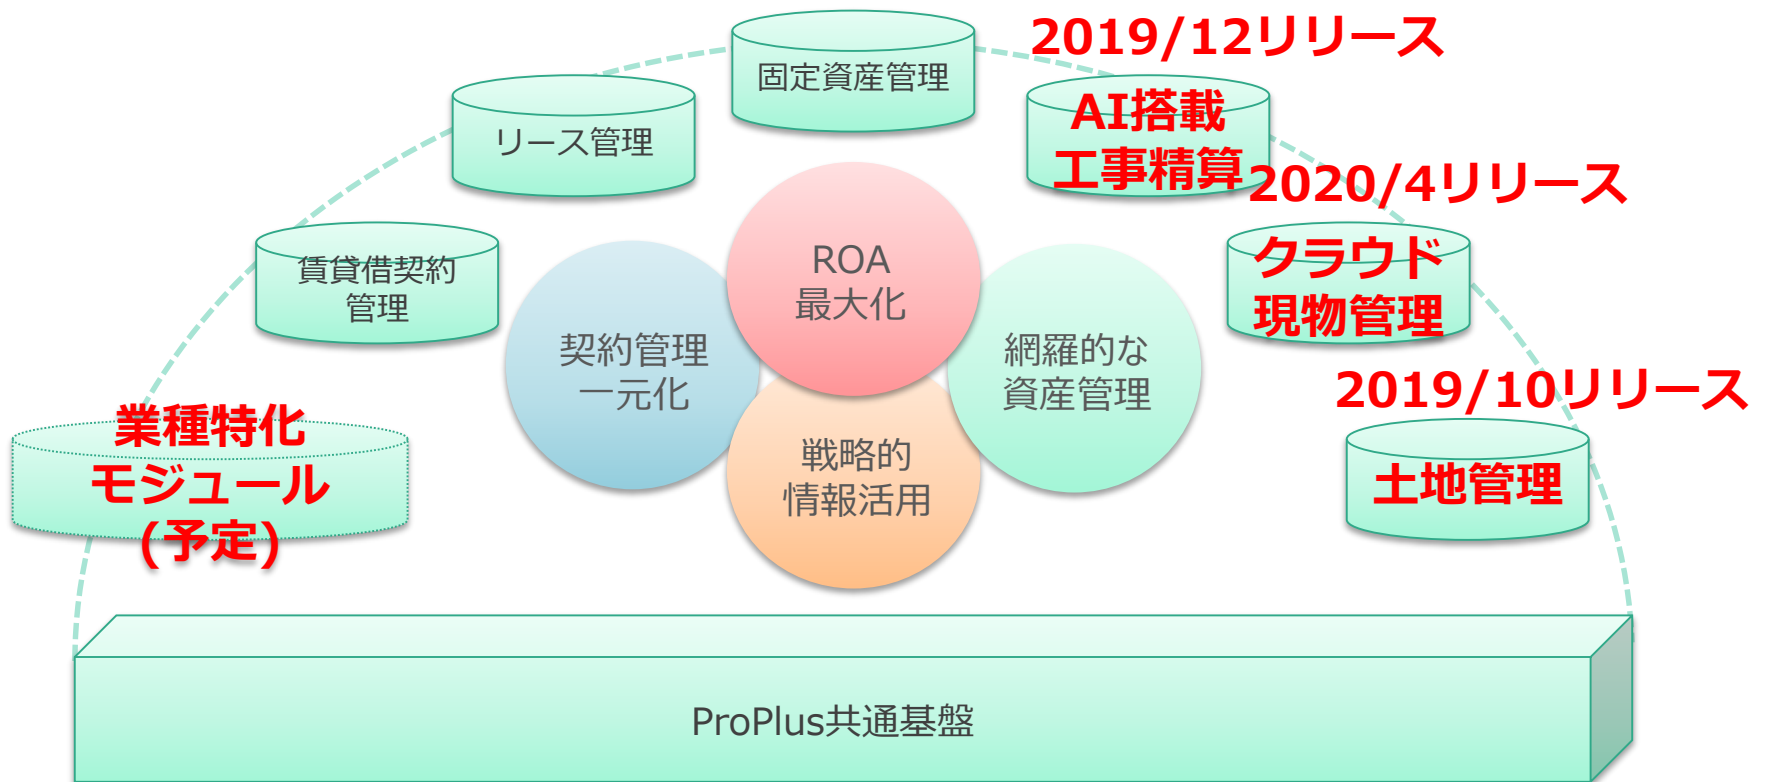 2019/12リリース
固定資産管理
AI搭載
工事精算
リース管理
2020/4リリース
クラウド
現物管理
賃貸借契約
管理
ROA
最大化
契約管理
一元化
網羅的な
資産管理
2019/10リリース
土地管理
業種特化
モジュール
(予定)
戦略的
情報活用
ProPlus共通基盤